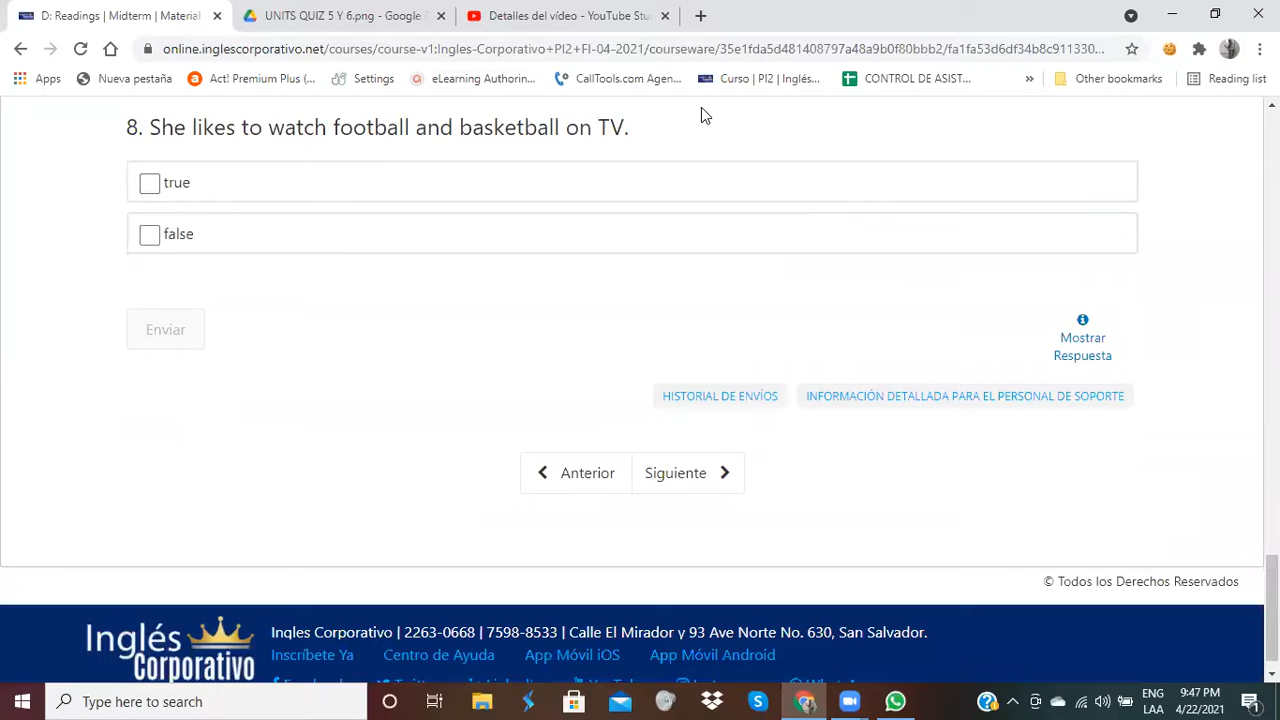 D: Readings | Midterm | Material
UNITS QUIZ 5 Y 6.png - Google
Detalles del vídeo - YouTube Stu
online.inglescorporativo.net/courses/course-v1:Ingles-Corporativo+PI2+FI-04-2021/courseware/35e1fda5d481408797a48a9b0f80bbb2/fa1fa53d6df34b8c911330...
Apps
Nueva pestaña
Act! Premium Plus (...
Settings
eLearning Authorin...
CallTools.com Agen...
Curso | PI2 | Inglés...
CONTROL DE ASIST...
»
Other bookmarks
Reading list
8. She likes to watch football and basketball on TV.
true
false
Enviar
Mostrar
Respuesta
HISTORIAL DE ENVÍOS
INFORMACIÓN DETALLADA PARA EL PERSONAL DE SOPORTE
Anterior
Siguiente
© Todos los Derechos Reservados
Inglés
Corporativo
Ingles Corporativo | 2263-0668 | 7598-8533 | Calle El Mirador y 93 Ave Norte No. 630, San Salvador.
Inscríbete Ya
Centro de Ayuda
App Móvil iOS
App Móvil Android
Type here to search
ENG
LAA
9:47 PM
4/22/2021